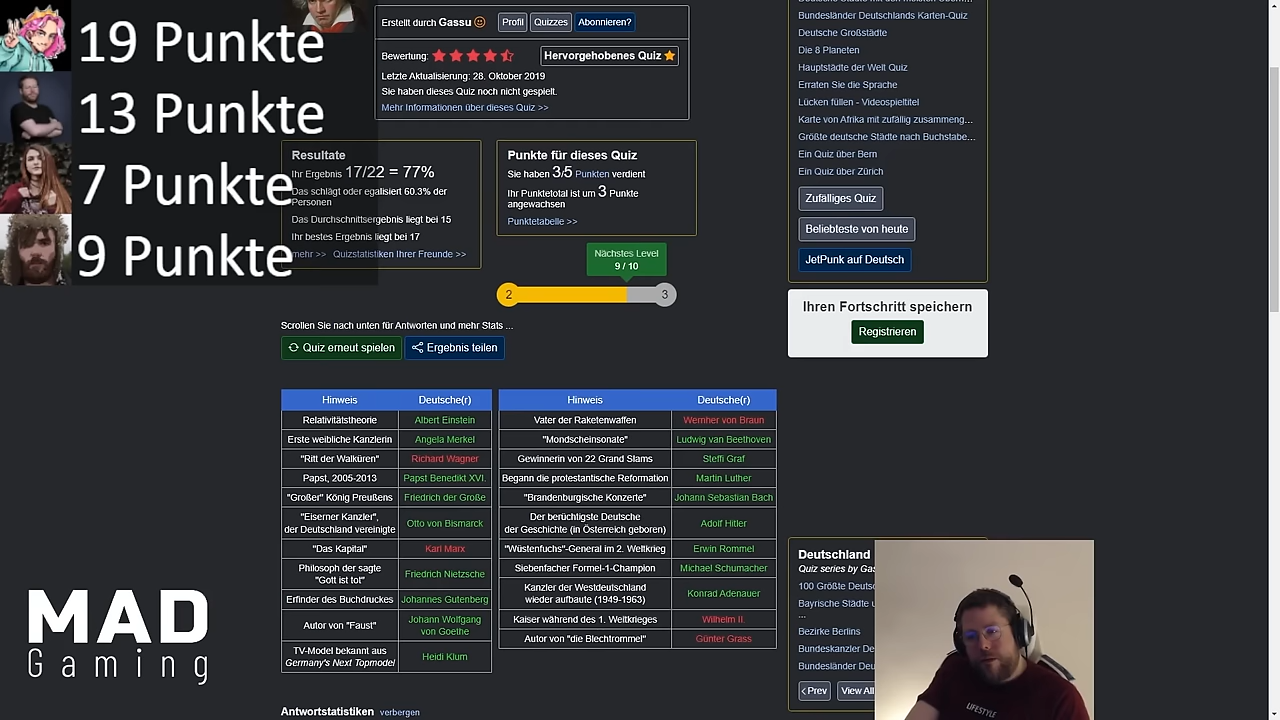 19 Punkte
13 Punkte
7 Punkte
9 Punkte
Erstellt durch Gassu
Profil
Quizzes
Abonnieren?
Bewertung:
Hervorgehobenes Quiz
Letzte Aktualisierung: 28. Oktober 2019
Sie haben dieses Quiz noch nicht gespielt.
Mehr Informationen über dieses Quiz >>
Resultate
Ihr Ergebnis 17/22 = 77%
Das schlägt oder egalisiert 60.3% der
Personen
Das Durchschnittsergebnis liegt bei 15
Ihr bestes Ergebnis liegt bei 17
mehr >> Quizstatistiken Ihrer Freunde >>
Punkte für dieses Quiz
Sie haben 3/5 Punkten verdient
Ihr Punktetotal ist um 3 Punkte
angewachsen
Punktetabelle >>
Nächstes Level
9 / 10
2
3
Scrollen Sie nach unten für Antworten und mehr Stats ...
Quiz erneut spielen
Ergebnis teilen
Hinweis Deutsche(r)
Relativitätstheorie Albert Einstein
Erste weibliche Kanzlerin Angela Merkel
"Ritt der Walküren" Richard Wagner
Papst, 2005-2013 Papst Benedikt XVI.
"Großer" König Preußens Friedrich der Große
"Eiserner Kanzler",
der Deutschland vereinigte Otto von Bismarck
"Das Kapital" Karl Marx
Philosoph der sagte
"Gott ist tot" Friedrich Nietzsche
Erfinder des Buchdruckes Johannes Gutenberg
Autor von "Faust" Johann Wolfgang
von Goethe
TV-Model bekannt aus
Germany's Next Topmodel Heidi Klum
Hinweis Deutsche(r)
Vater der Raketenwaffen Wernher von Braun
"Mondscheinsonate" Ludwig van Beethoven
Gewinnerin von 22 Grand Slams Steffi Graf
Begann die protestantische Reformation Martin Luther
"Brandenburgische Konzerte" Johann Sebastian Bach
Der berüchtigste Deutsche
der Geschichte (in Österreich geboren) Adolf Hitler
"Wüstenfuchs"-General im 2. Weltkrieg Erwin Rommel
Siebenfacher Formel-1-Champion Michael Schumacher
Kanzler der Westdeutschland
wieder aufbaute (1949-1963) Konrad Adenauer
Kaiser während des 1. Weltkrieges Wilhelm II.
Autor von "die Blechtrommel" Günter Grass
Antwortstatistiken verbergen
Bundesländer Deutschlands Karten-Quiz
Deutsche Großstädte
Die 8 Planeten
Hauptstädte der Welt Quiz
Erraten Sie die Sprache
Lücken füllen - Videospieltitel
Karte von Afrika mit zufällig zusammeng...
Größte deutsche Städte nach Buchstabe...
Ein Quiz über Bern
Ein Quiz über Zürich
Zufälliges Quiz
Beliebteste von heute
JetPunk auf Deutsch
Ihren Fortschritt speichern
Registrieren
Deutschland
Quiz series by Gas
100 Größte Deutsc
Bayrische Städte u
...
Bezirke Berlins
Bundeskanzler De
Bundesländer Deu
‹ Prev
View All
MAD
Gaming
LIFESTYLE